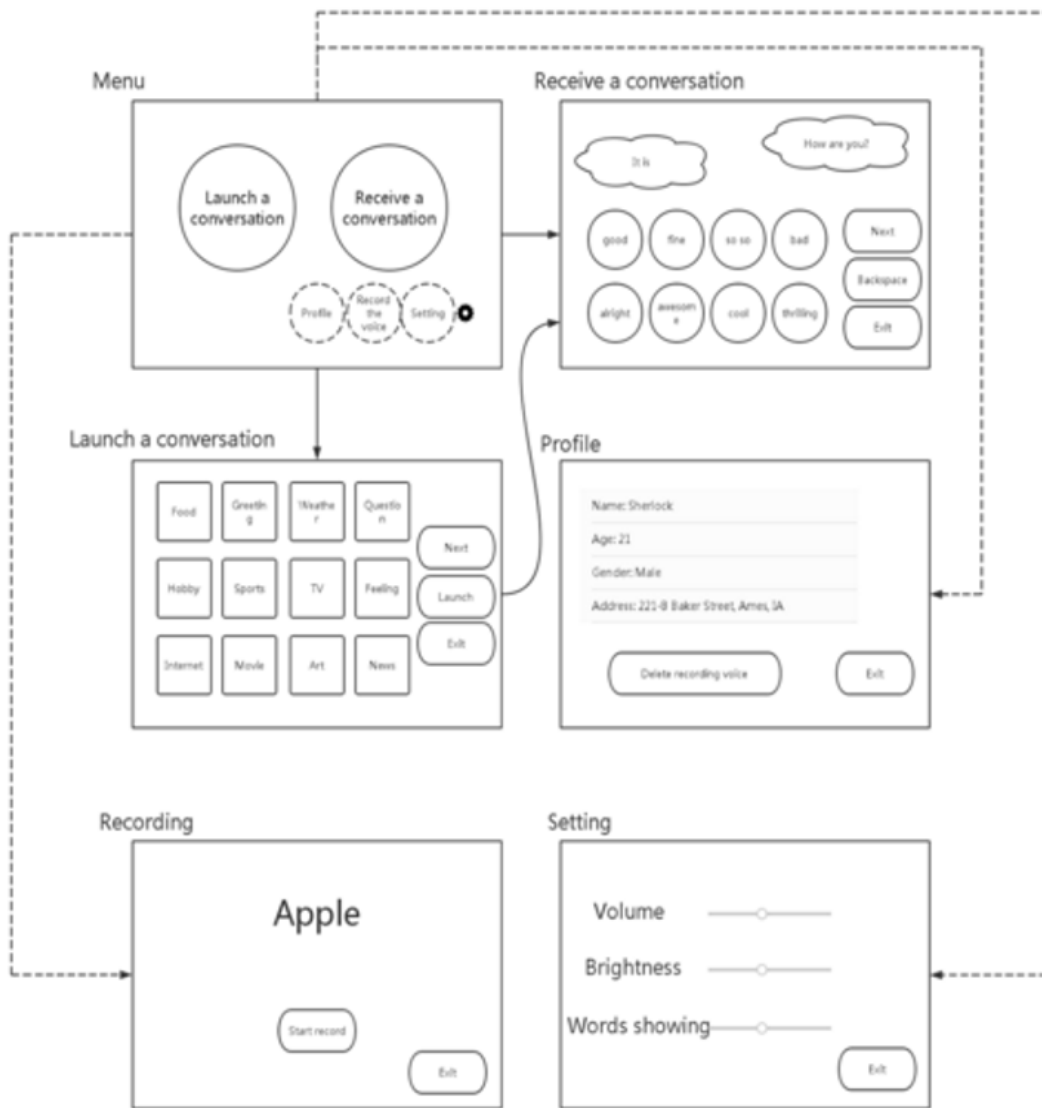 Menu
Launch a
conversation
Receive a
conversation
Profile
Record
the
voice
Setting
Receive a conversation
It is
How are you?
good
fine
so so
bad
Next
alright
awesom
e
cool
thrilling
Backspace
Exit
Launch a conversation
Food
Greetin
g
Weathe
r
Questio
n
Hobby
Sports
TV
Feeling
Internet
Movie
Art
News
Next
Launch
Exit
Profile
Name: Sherlock
Age: 21
Gender: Male
Address: 221-B Baker Street, Ames, IA
Delete recording voice
Exit
Recording
Apple
Start record
Exit
Setting
Volume
Brightness
Words showing
Exit